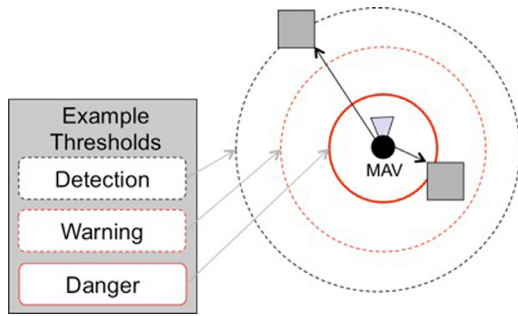 Example
Thresholds
Detection
Warning
Danger
MAV